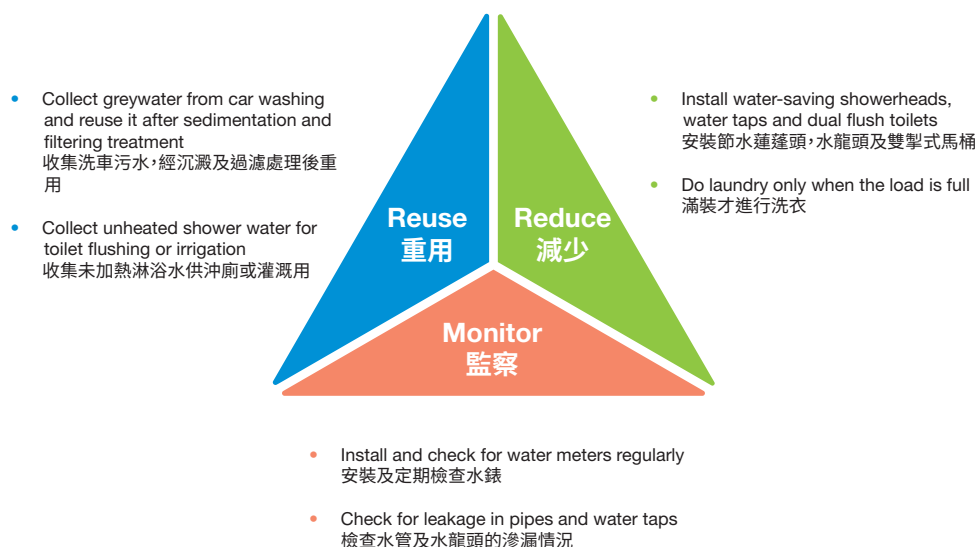 • Collect greywater from car washing
and reuse it after sedimentation and
filtering treatment
收集洗車污水，經沉澱及過濾處理後重
用
• Collect unheated shower water for
toilet flushing or irrigation
收集未加熱淋浴水供沖廁或灌溉用
Reuse
重用
Reduce
減少
• Install water-saving showerheads,
water taps and dual flush toilets
安裝節水蓮蓬頭，水龍頭及雙掣式馬桶
• Do laundry only when the load is full
滿裝才進行洗衣
Monitor
監察
• Install and check for water meters regularly
安裝及定期檢查水錶
• Check for leakage in pipes and water taps
檢查水管及水龍頭的滲漏情況